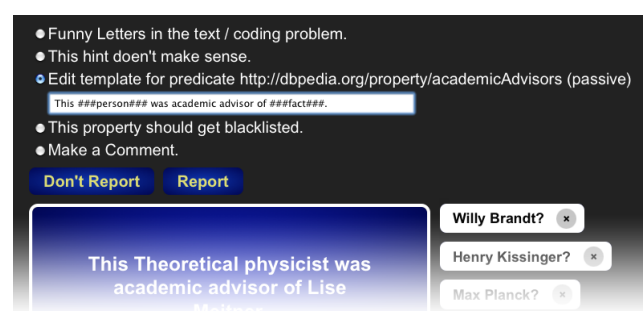 Funny Letters in the text / coding problem.
This hint doen't make sense.
Edit template for predicate http://dbpedia.org/property/academicAdvisors (passive)
This ###person### was academic advisor of ###fact###.
This property should get blacklisted.
Make a Comment.
Don't Report Report
Willy Brandt? ×
Henry Kissinger? ×
Max Planck? ×
This Theoretical physicist was
academic advisor of Lise
Meitner